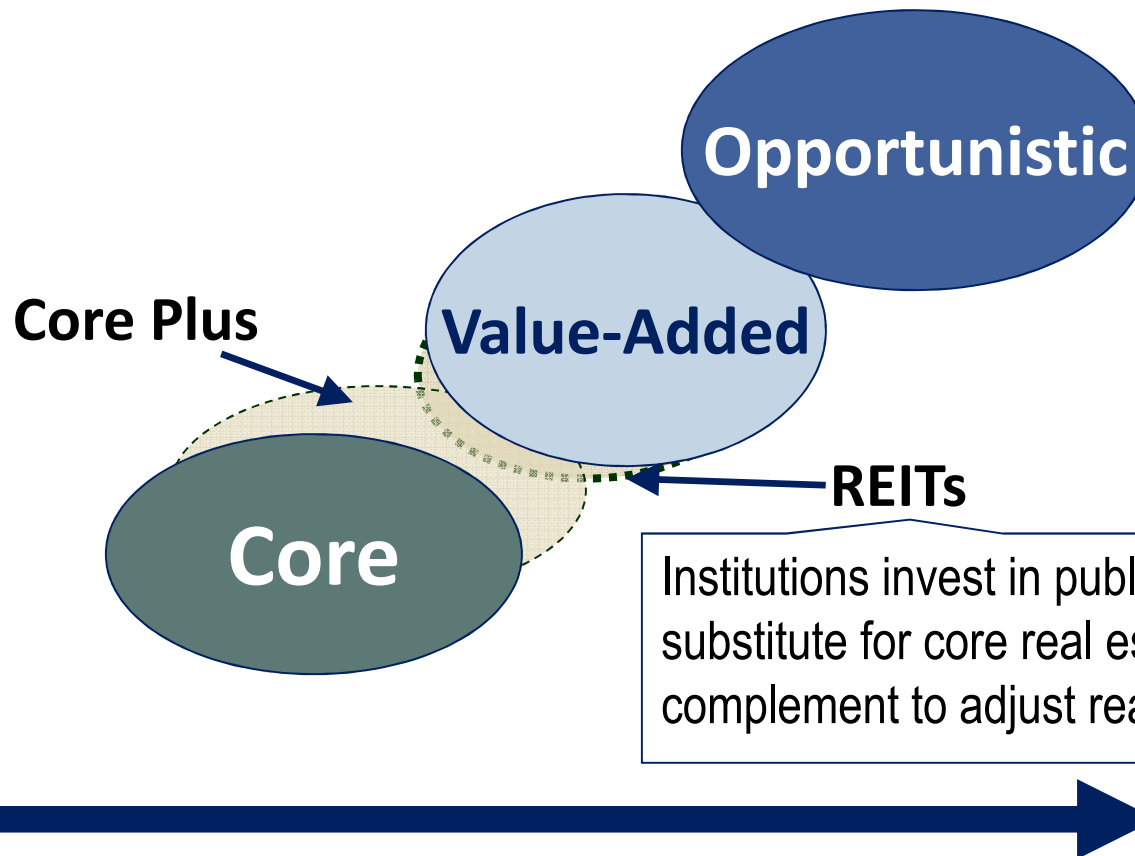 Opportunistic
Core Plus
Value-Added
REITs
Core
Institutions invest in publ
substitute for core real es
complement to adjust rea